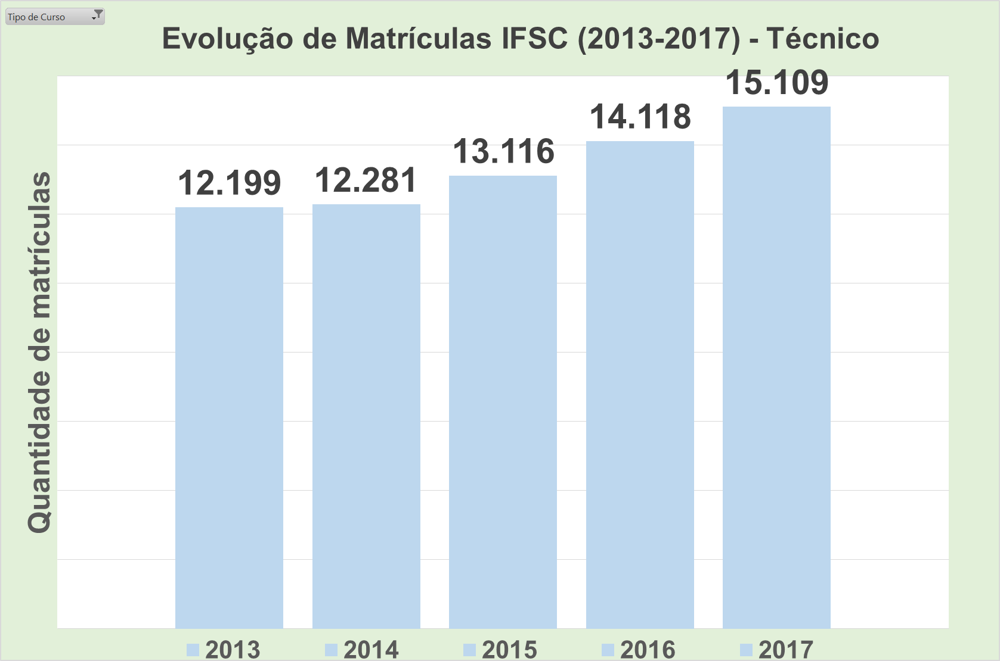 Tipo de Curso
Evolução de Matrículas IFSC (2013-2017) - Técnico
15.109
14.118
13.116
12.281
12.199
Quantidade de matrículas
2013 2014 2015 2016 2017